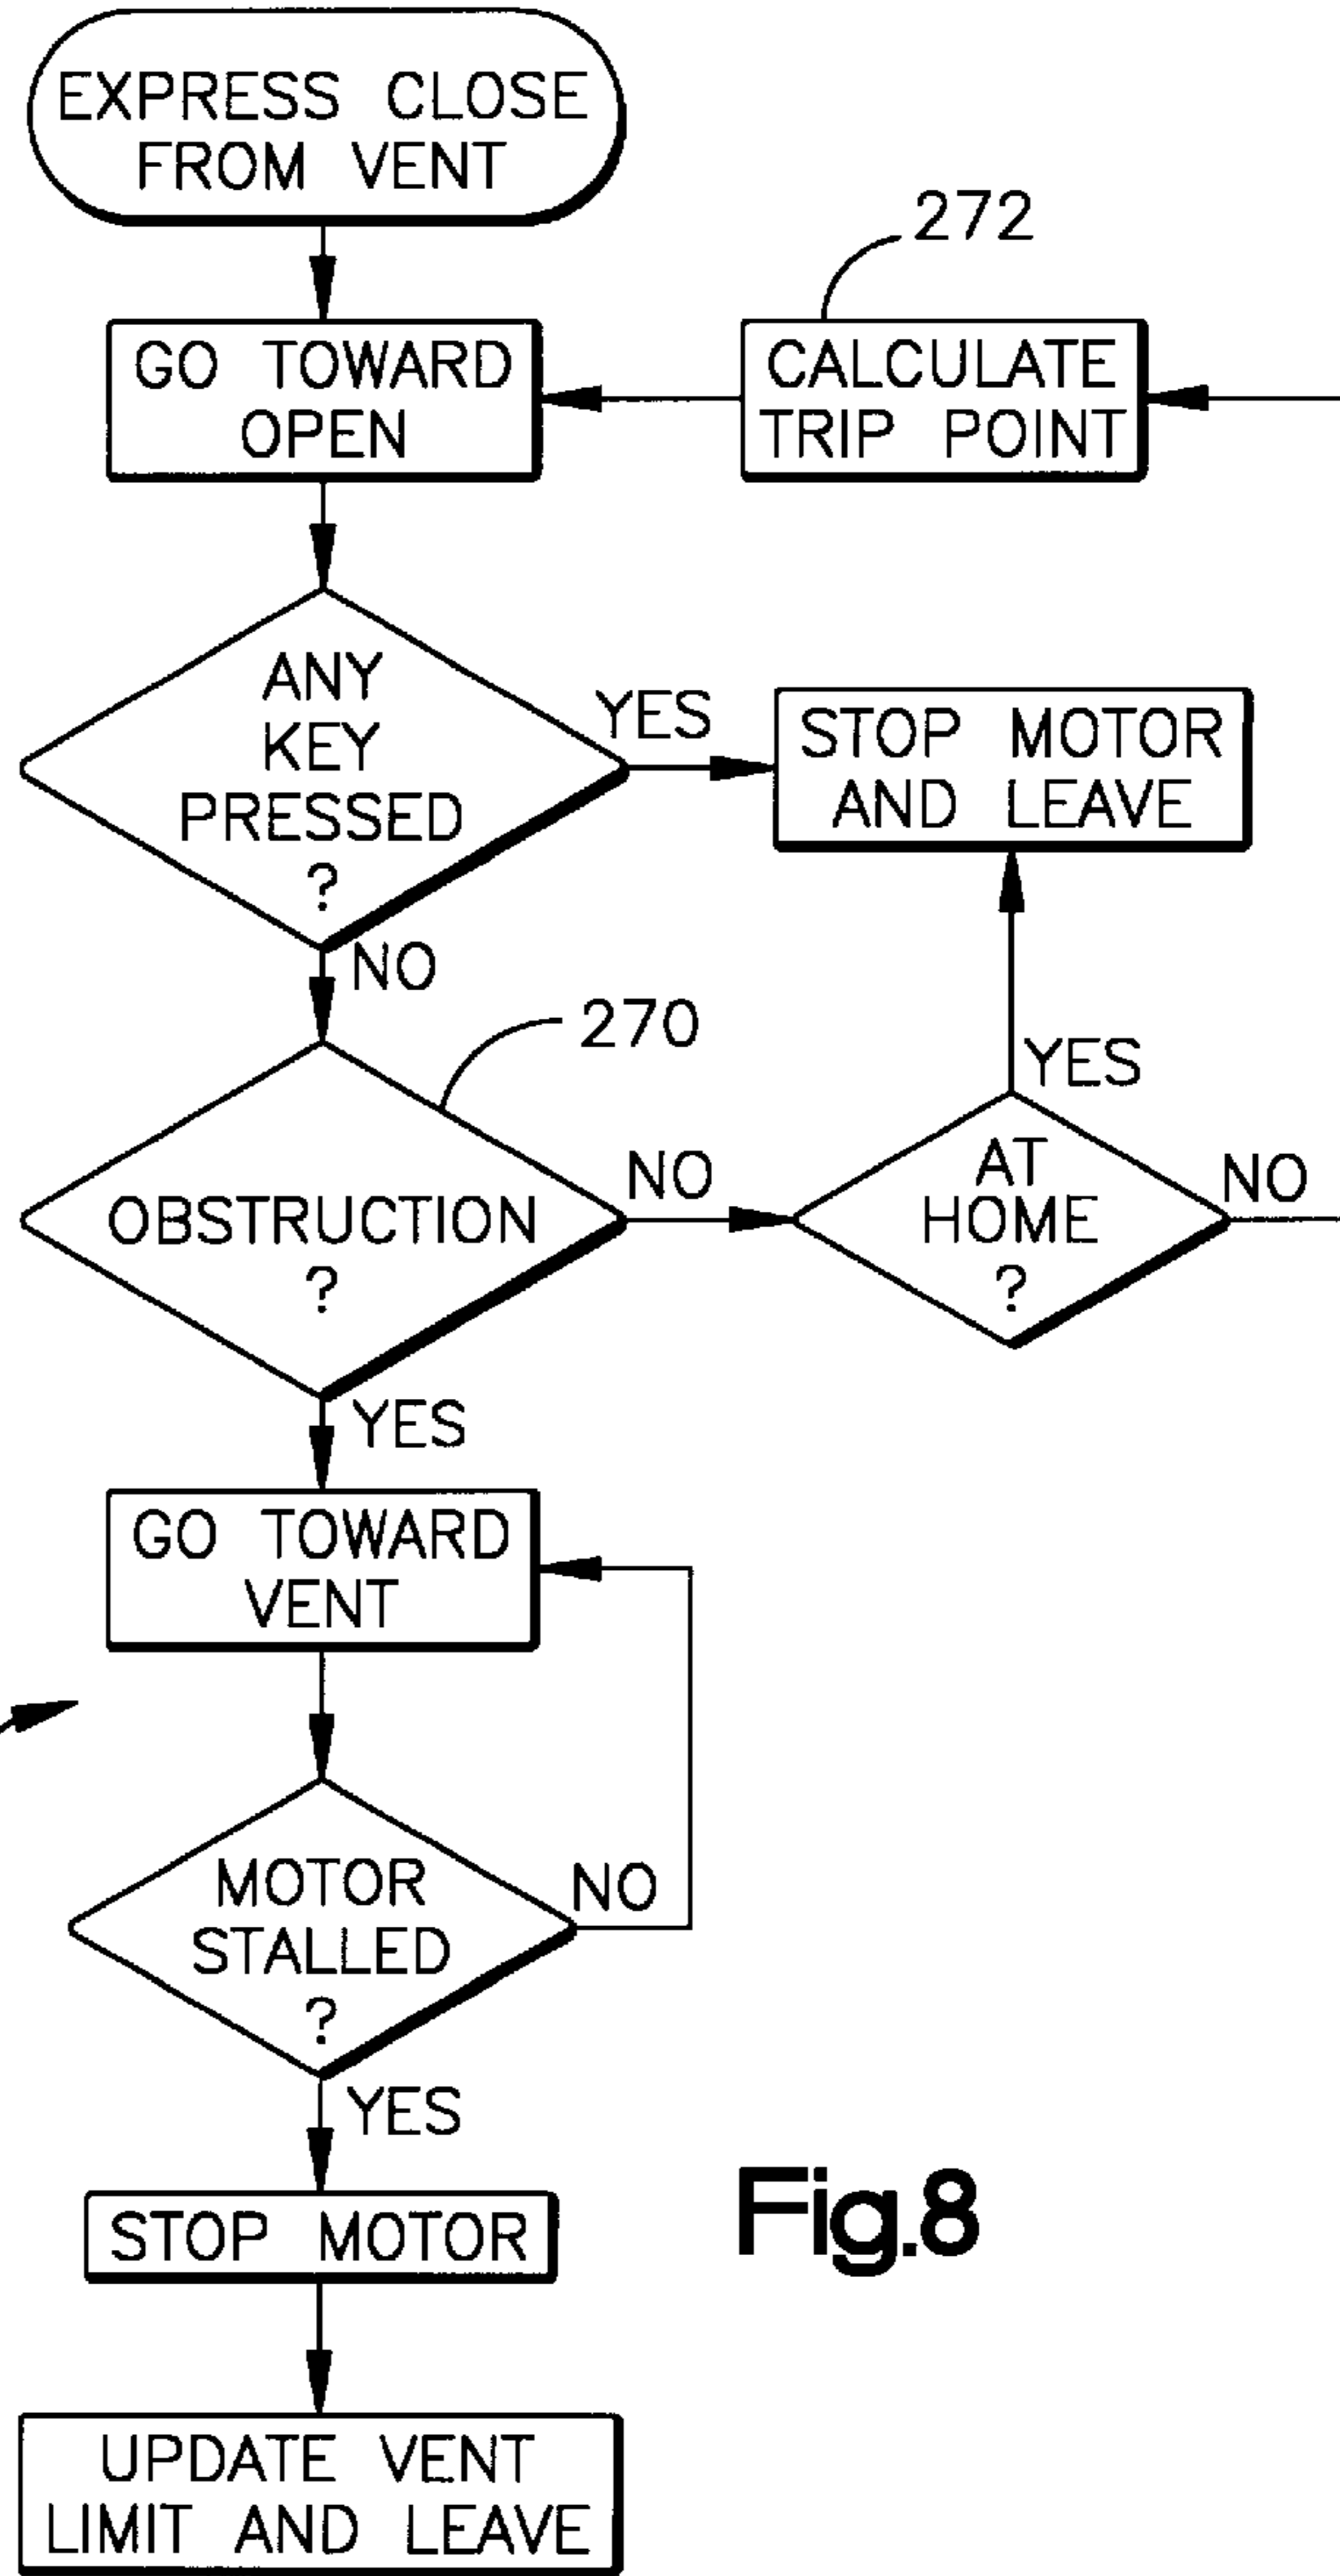 EXPRESS CLOSE
FROM VENT
272
GO TOWARD
OPEN
CALCULATE
TRIP POINT
ANY
KEY
PRESSED
?
YES
STOP MOTOR
AND LEAVE
NO
270
YES
OBSTRUCTION
?
NO
AT
HOME
?
NO
YES
GO TOWARD
VENT
MOTOR
STALLED
?
NO
YES
STOP MOTOR
Fig.8
UPDATE VENT
LIMIT AND LEAVE